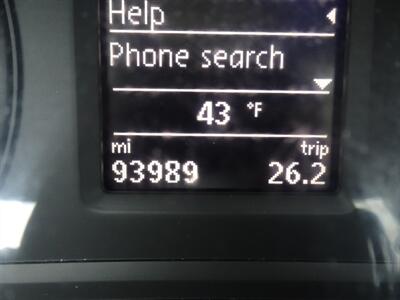 Help
Phone search
43 °F
mi trip
93989 26.2